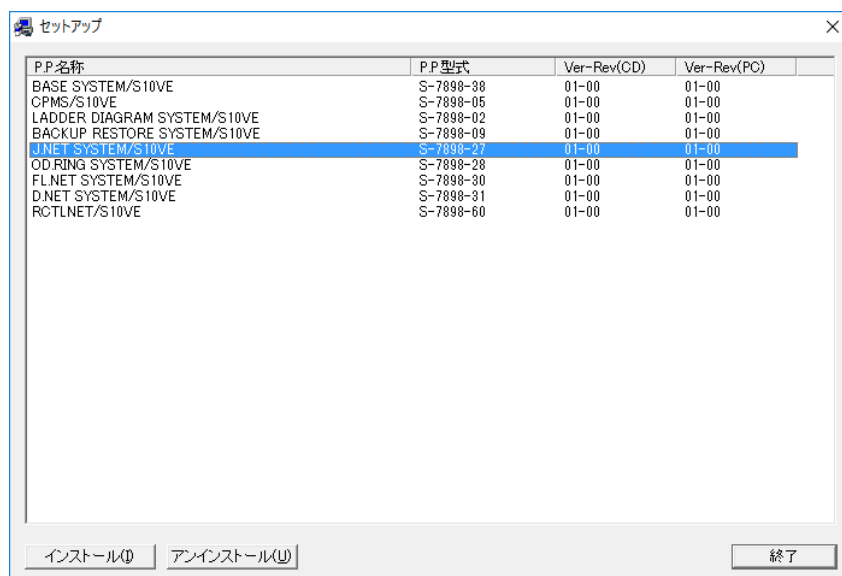 セットアップ
P.P.名称 P.P.型式 Ver-Rev(CD) Ver-Rev(PC)
BASE SYSTEM/S10VE S-7898-38 01-00 01-00
CPMS/S10VE S-7898-05 01-00 01-00
LADDER DIAGRAM SYSTEM/S10VE S-7898-02 01-00 01-00
BACKUP RESTORE SYSTEM/S10VE S-7898-09 01-00 01-00
J.NET SYSTEM/S10VE S-7898-27 01-00 01-00
OD.RING SYSTEM/S10VE S-7898-28 01-00 01-00
FL.NET SYSTEM/S10VE S-7898-30 01-00 01-00
D.NET SYSTEM/S10VE S-7898-31 01-00 01-00
RCTLNET/S10VE S-7898-60 01-00 01-00
インストール(I) アンインストール(U) 終了